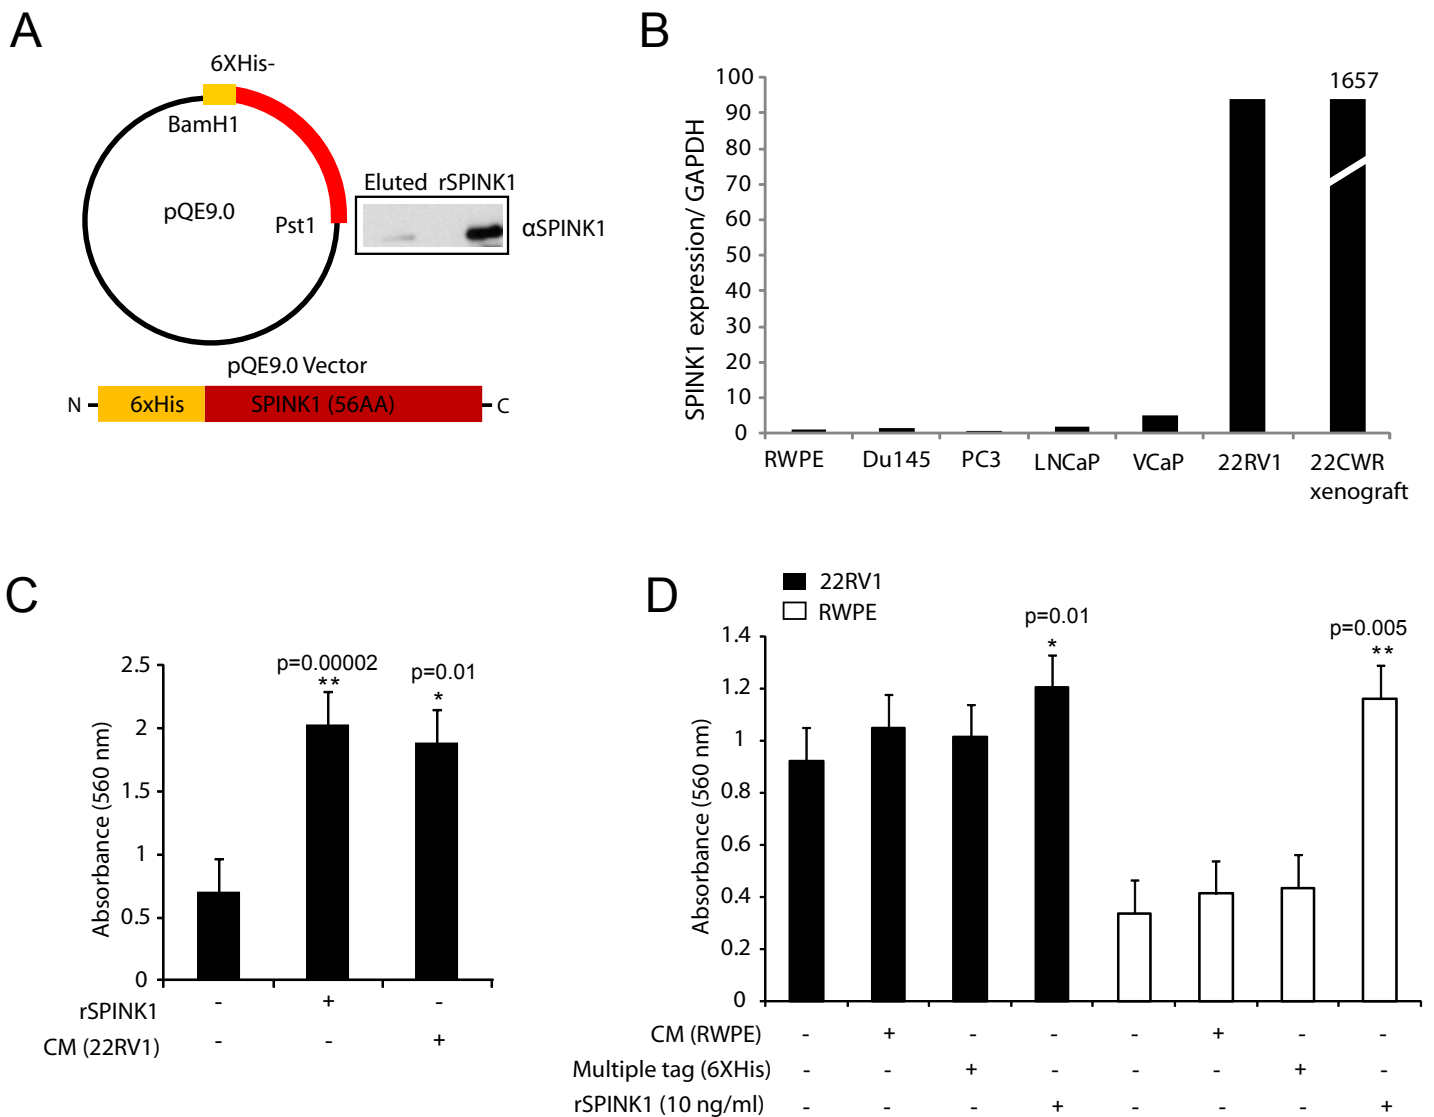 A
6XHis-
BamH1
pQE9.0
Pst1
Eluted rSPINK1
αSPINK1
pQE9.0 Vector
N
6xHis
SPINK1 (56AA)
C
B
SPINK1 expression/ GAPDH
100
90
80
70
60
50
40
30
20
10
0
1657
RWPE
Du145
PC3
LNCaP
VCaP
22RV1
22CWR
xenograft
C
Absorbance (560 nm)
2.5
2
1.5
1
0.5
0
p=0.00002
**
p=0.01
*
rSPINK1 - + -
CM (22RV1) - - +
D
22RV1
RWPE
Absorbance (560 nm)
1.4
1.2
1
0.8
0.6
0.4
0.2
0
p=0.01
*
p=0.005
**
CM (RWPE) - + - - - + - -
Multiple tag (6XHis) - - + - - - + -
rSPINK1 (10 ng/ml) - - - + - - - +